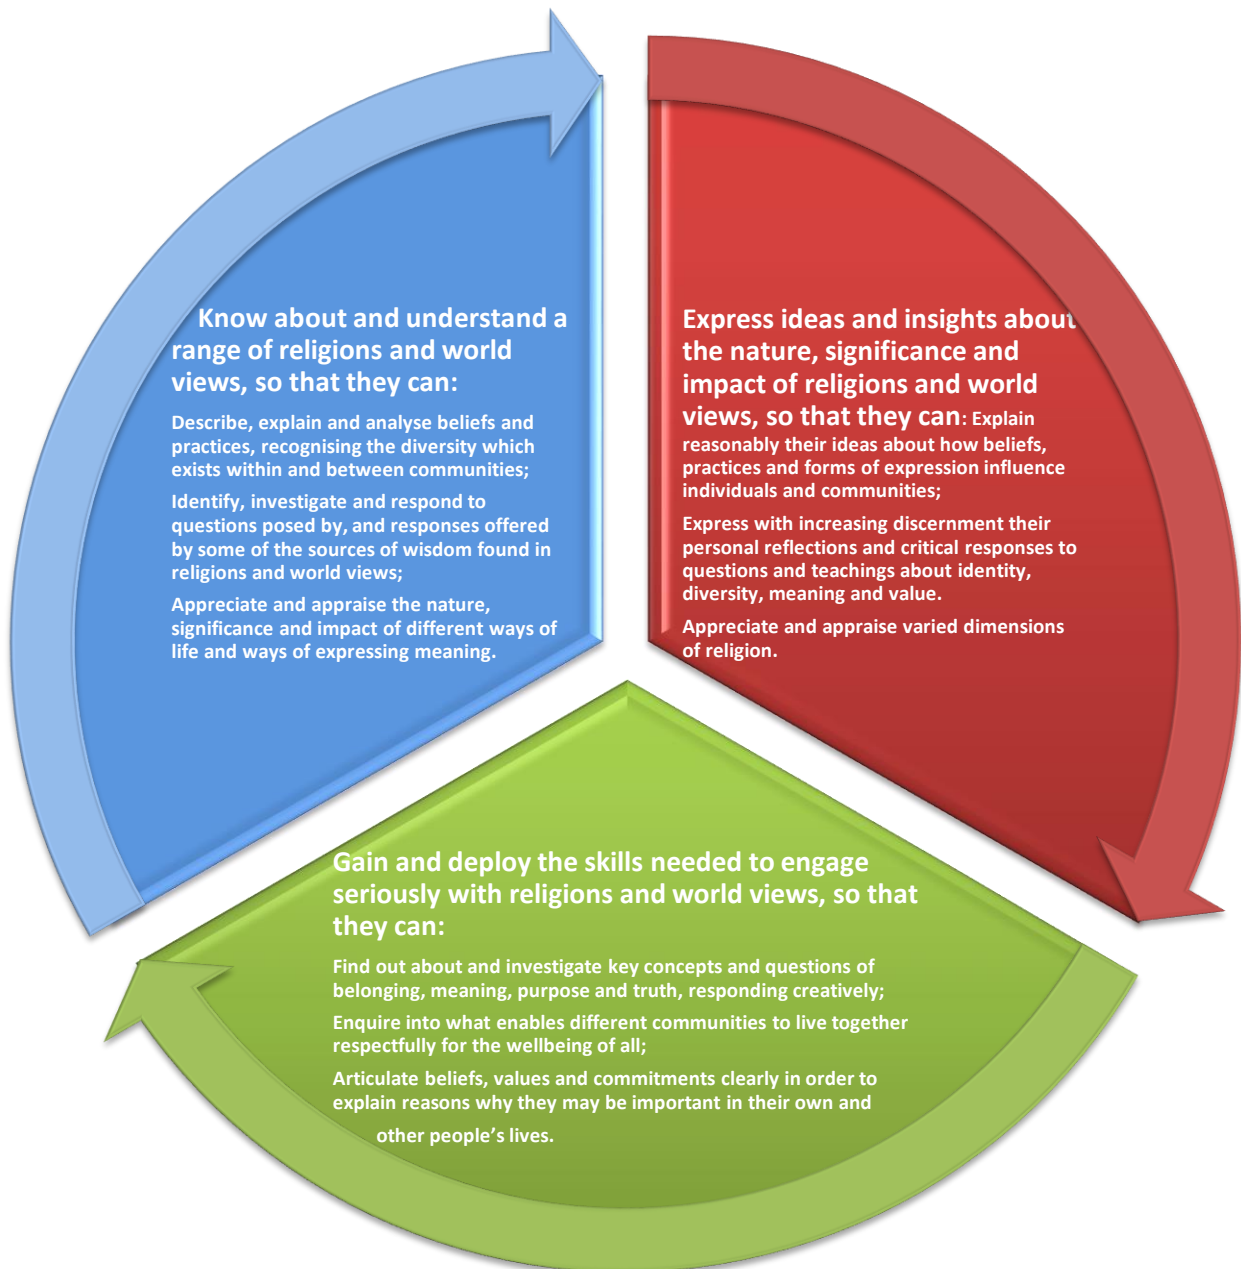 Know about and understand a
range of religions and world
views, so that they can:
Describe, explain and analyse beliefs and
practices, recognising the diversity which
exists within and between communities;
Identify, investigate and respond to
questions posed by, and responses offered
by some of the sources of wisdom found in
religions and world views;
Appreciate and appraise the nature,
significance and impact of different ways of
life and ways of expressing meaning.
Express ideas and insights about
the nature, significance and
impact of religions and world
views, so that they can: Explain
reasonably their ideas about how beliefs,
practices and forms of expression influence
individuals and communities;
Express with increasing discernment their
personal reflections and critical responses to
questions and teachings about identity,
diversity, meaning and value.
Appreciate and appraise varied dimensions
of religion.
Gain and deploy the skills needed to engage
seriously with religions and world views, so that
they can:
Find out about and investigate key concepts and questions of
belonging, meaning, purpose and truth, responding creatively;
Enquire into what enables different communities to live together
respectfully for the wellbeing of all;
Articulate beliefs, values and commitments clearly in order to
explain reasons why they may be important in their own and
other people’s lives.